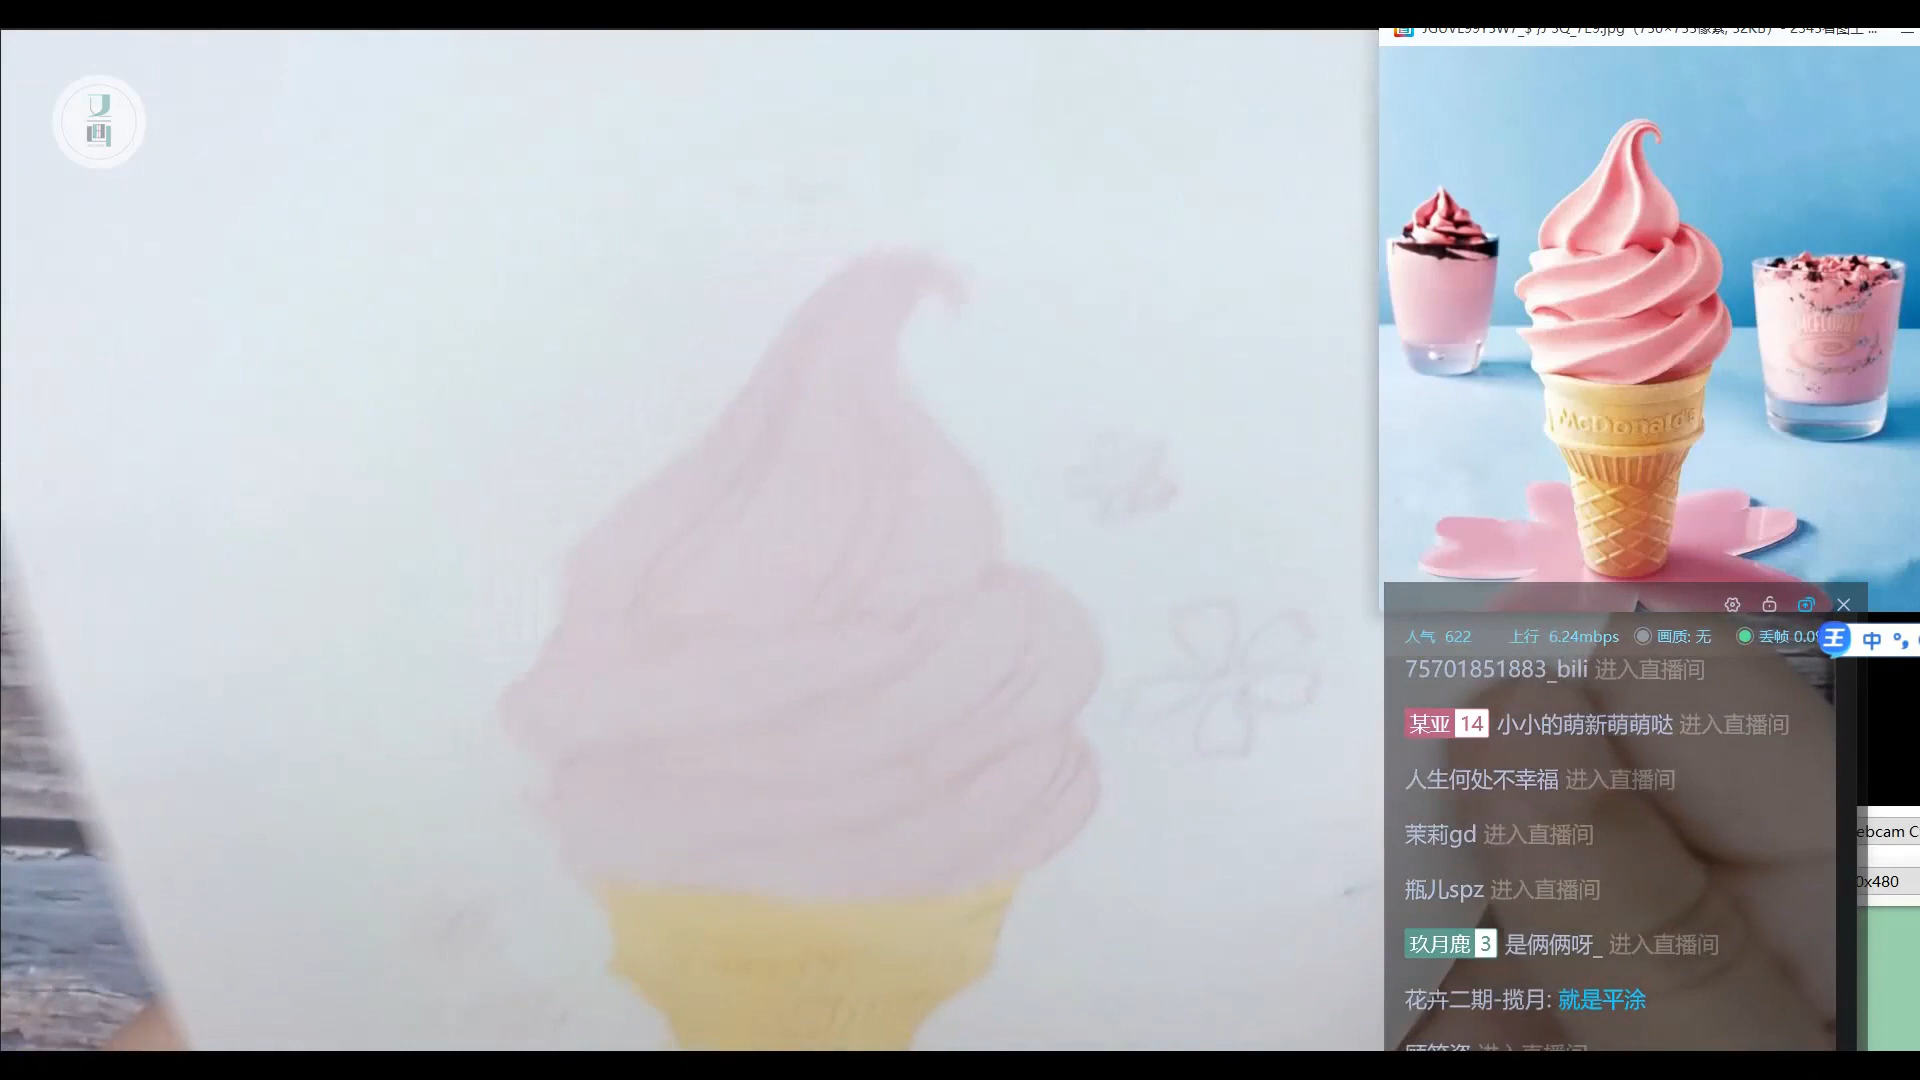 McDonald's
McFLURRY
人气 622 上行 6.24mbps 画质: 无 丢帧 0.0
中
75701851883_bili 进入直播间
某亚 14 小小的萌新萌萌哒 进入直播间
人生何处不幸福 进入直播间
茉莉gd 进入直播间
ebcam C
瓶儿spz 进入直播间
0x480
玖月鹿 3 是俩俩呀_ 进入直播间
花卉二期-揽月: 就是平涂